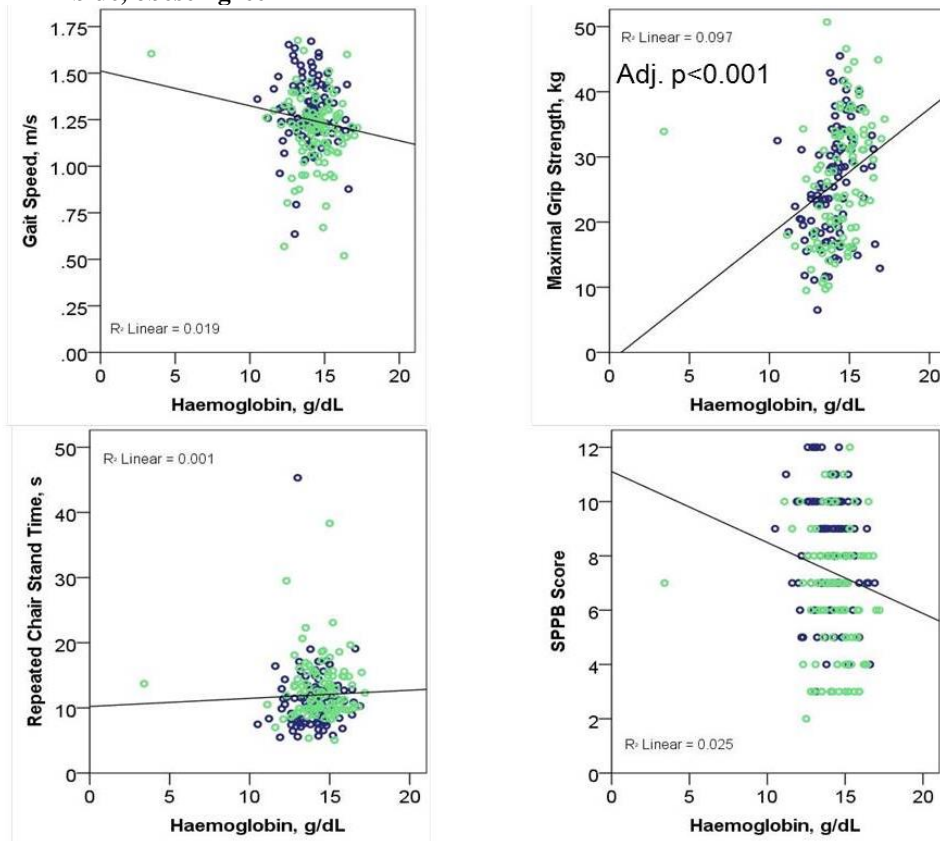 1.75
1.50
1.25
1.00
.75
.50
.25
.00
Gait Speed, m/s
R² Linear = 0.019
0 5 10 15 20
Haemoglobin, g/dL
50
40
30
20
10
0
Maximal Grip Strength, kg
R² Linear = 0.097
Adj. p<0.001
0 5 10 15 20
Haemoglobin, g/dL
50
40
30
20
10
0
Repeated Chair Stand Time, s
R² Linear = 0.001
0 5 10 15 20
Haemoglobin, g/dL
12
10
8
6
4
2
0
SPPB Score
R² Linear = 0.025
0 5 10 15 20
Haemoglobin, g/dL